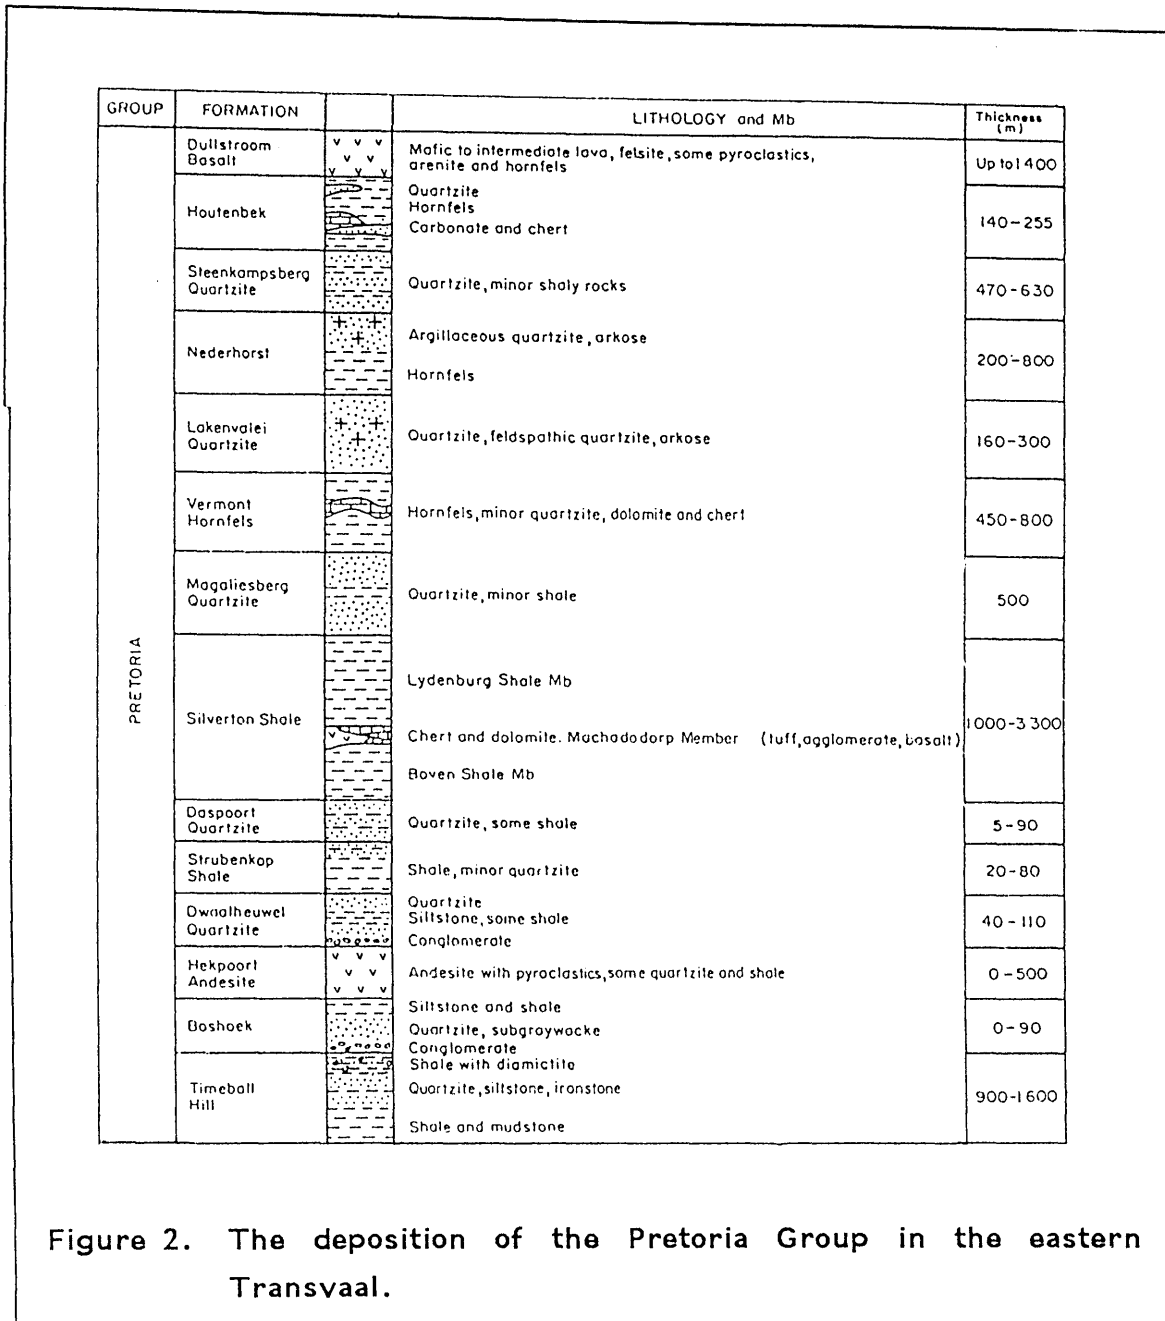 GROUP FORMATION LITHOLOGY and Mb Thickness
(m)
PRETORIA
Dullstroom
Basalt
Mafic to intermediate lava, felsite, some pyroclastics,
arenite and hornfels
Up to 1 400
Houtenbek
Quartzite
Hornfels
Carbonate and chert
140-255
Steenkampsberg
Quartzite
Quartzite, minor shaly rocks
470-630
Nederhorst
Argillaceous quartzite, arkose
Hornfels
200-800
Lakenvalei
Quartzite
Quartzite, feldspathic quartzite, arkose
160-300
Vermont
Hornfels
Hornfels, minor quartzite, dolomite and chert
450-800
Magaliesberg
Quartzite
Quartzite, minor shale
500
Silverton Shale
Lydenburg Shale Mb
Chert and dolomite. Machadodorp Member (tuff, agglomerate, basalt)
Boven Shale Mb
1000-3 300
Daspoort
Quartzite
Quartzite, some shale
5-90
Strubenkop
Shale
Shale, minor quartzite
20-80
Dwaalheuwel
Quartzite
Quartzite
Siltstone, some shale
Conglomerate
40-110
Hekpoort
Andesite
Andesite with pyroclastics, some quartzite and shale
0-500
Boshoek
Siltstone and shale
Quartzite, subgraywacke
Conglomerate
0-90
Timeball
Hill
Shale with diamictite
Quartzite, siltstone, ironstone
Shale and mudstone
900-1600
Figure 2. The deposition of the Pretoria Group in the eastern
Transvaal.